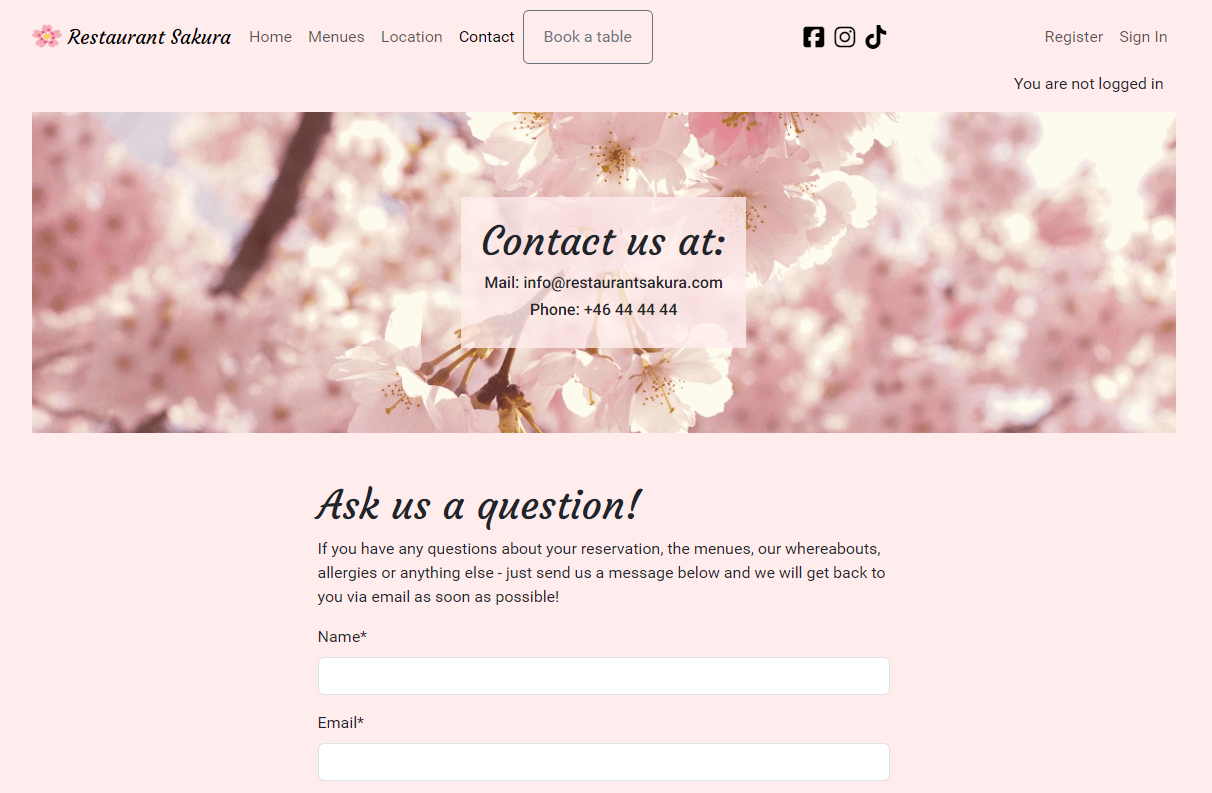 Restaurant Sakura Home Menues Location Contact Book a table Register Sign In
You are not logged in
Contact us at:
Mail: info@restaurantsakura.com
Phone: +46 44 44 44
Ask us a question!
If you have any questions about your reservation, the menues, our whereabouts,
allergies or anything else - just send us a message below and we will get back to
you via email as soon as possible!
Name*
Email*